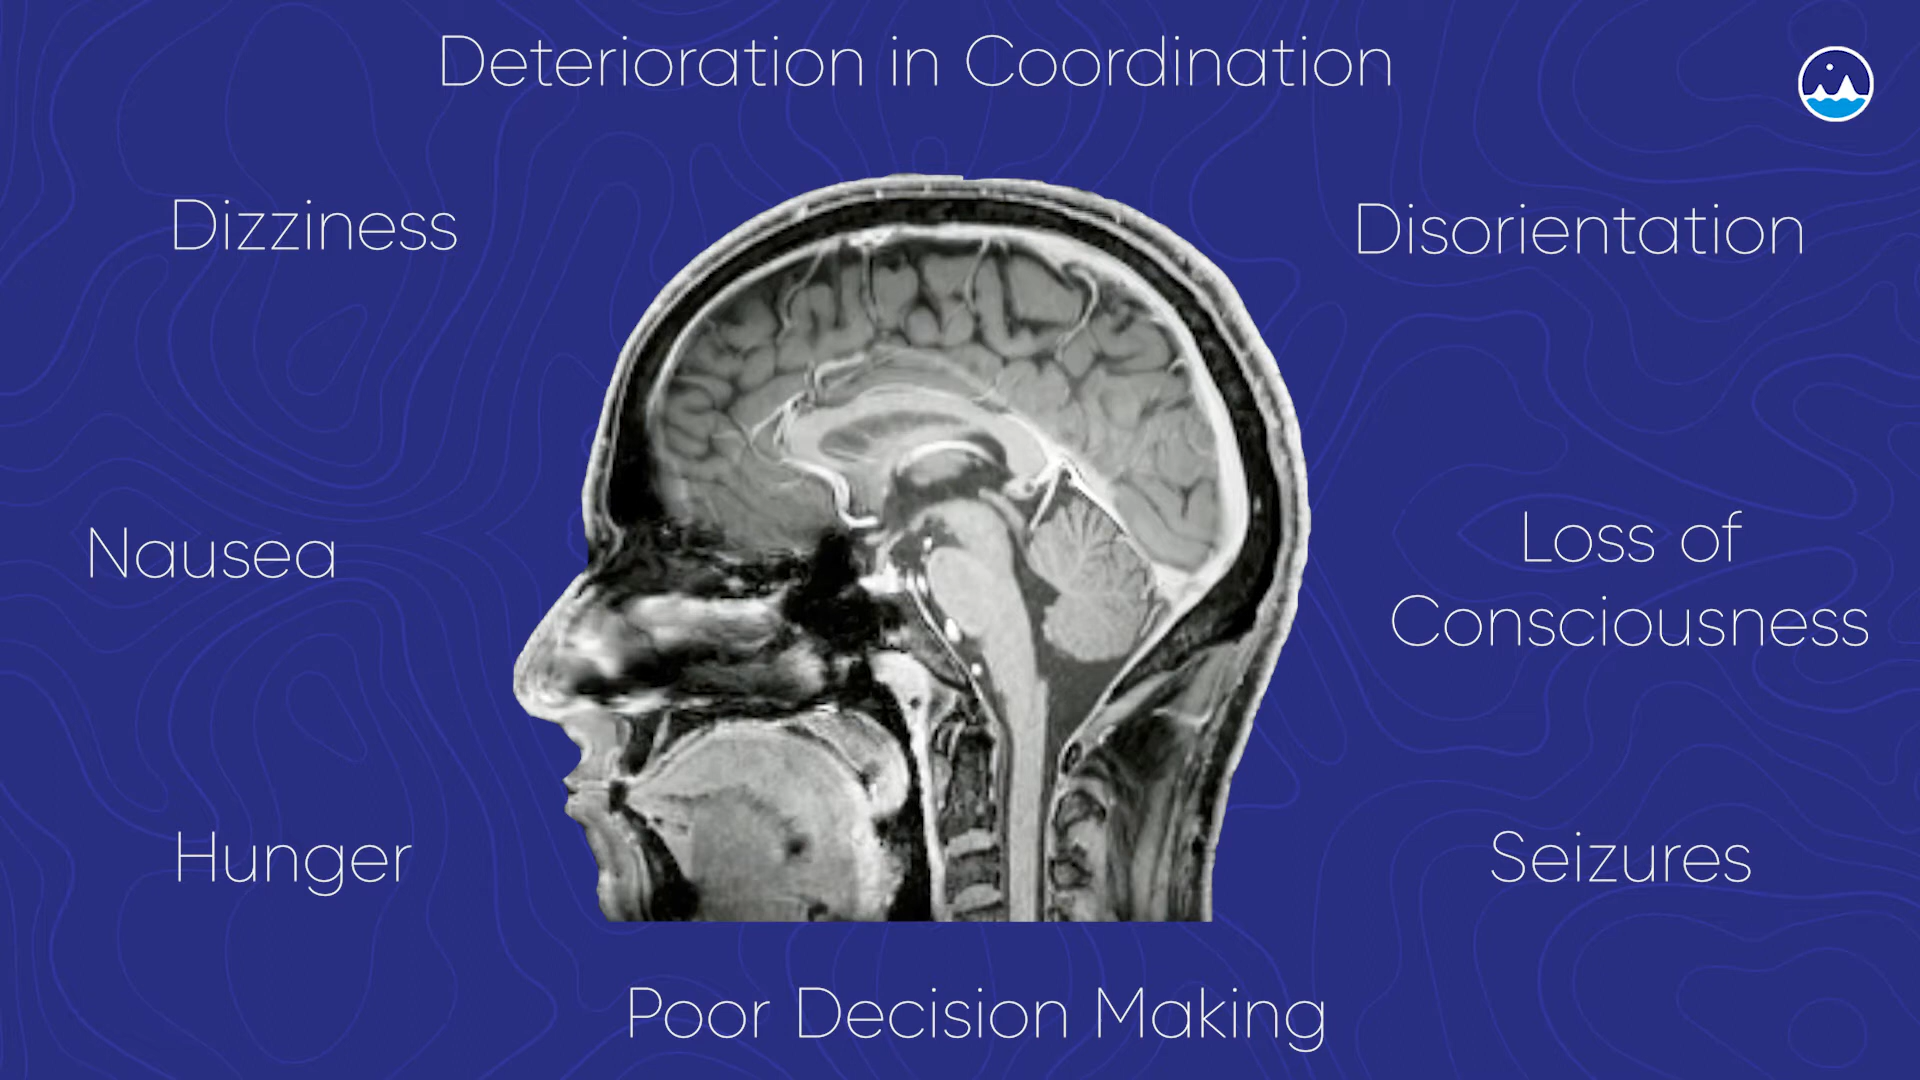 Deterioration in Coordination
Dizziness
Disorientation
Nausea
Loss of
Consciousness
Hunger
Seizures
Poor Decision Making